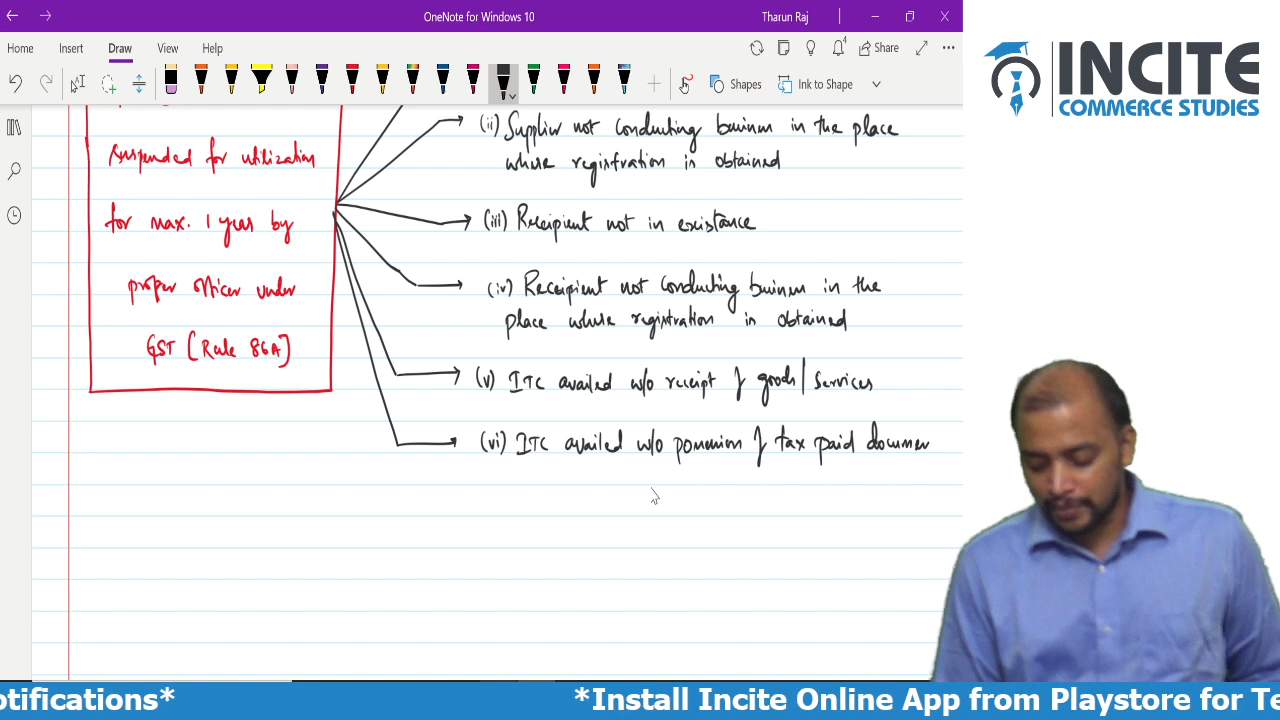 OneNote for Windows 10
Tharun Raj
Home Insert Draw View Help
4
Share
Shapes
Ink to Shape
INCITE
COMMERCE STUDIES
suspended for utilization
for max. 1 year by
proper officer under
GST [Rule 86A]
(ii) Supplier not conducting business in the place
where registration is obtained
(iii) Recipient not in existance
(iv) Receipient not conducting business in the
place where registration is obtained
(v) ITC availed w/o receipt of goods/services
(vi) ITC availed w/o possession of tax paid documen
otifications*
*Install Incite Online App from Playstore for Te